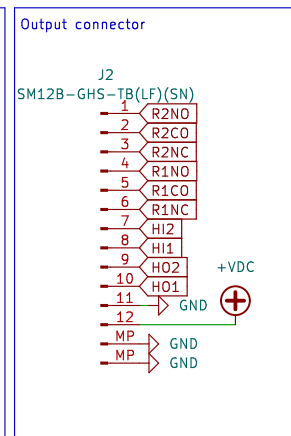 Output connector
J2
SM12B-GHS-TB(LF)(SN)
1 R2NO
2 R2CO
3 R2NC
4 R1NO
5 R1CO
6 R1NC
7 HI2
8 HI1
9 HO2
+VDC
10 HO1
11 GND
12
MP GND
MP GND